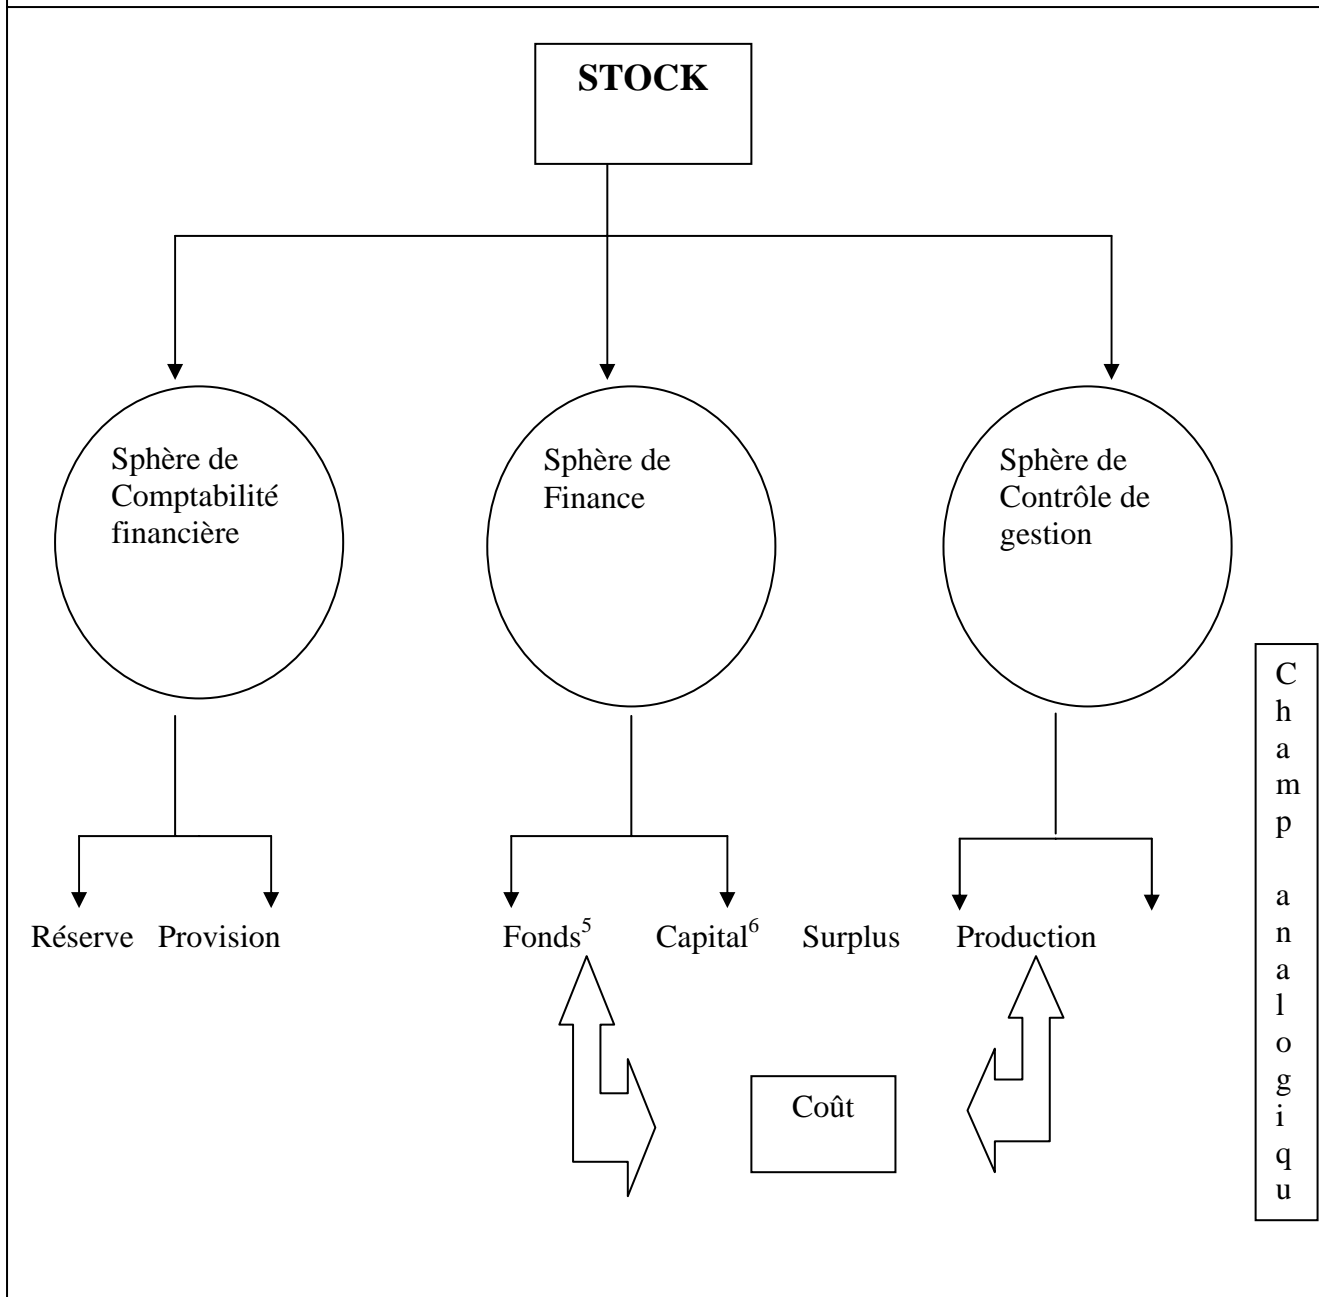 STOCK
Sphère de
Comptabilité
financière
Sphère de
Finance
Sphère de
Contrôle de
gestion
Réserve Provision Fonds⁵ Capital⁶ Surplus Production
Coût
Champ analogiqu